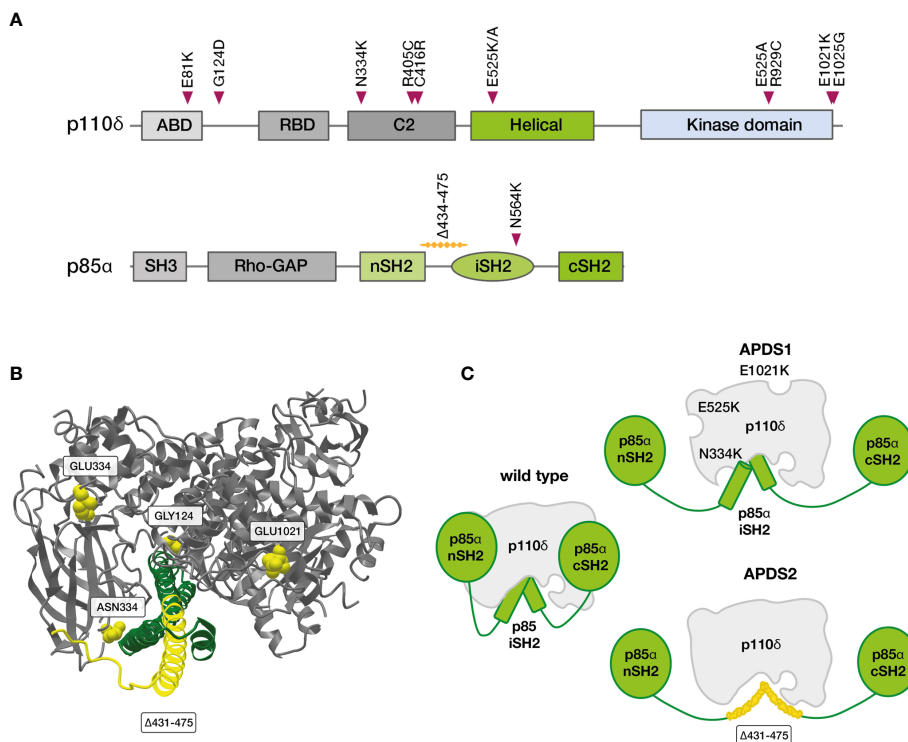 A
E81K
G124D
N334K
R405C
C416R
E525K/A
E525A
R929C
E1021K
E1025G
p110δ
ABD
RBD
C2
Helical
Kinase domain
Δ434-475
N564K
p85α
SH3
Rho-GAP
nSH2
iSH2
cSH2
B
GLU334
GLY124
GLU1021
ASN334
Δ431-475
C
wild type
p85α
nSH2
p110δ
p85α
cSH2
p85
iSH2
APDS1
E1021K
E525K
p110δ
N334K
p85α
nSH2
p85α
cSH2
p85α
iSH2
APDS2
p110δ
p85α
nSH2
p85α
cSH2
Δ431-475